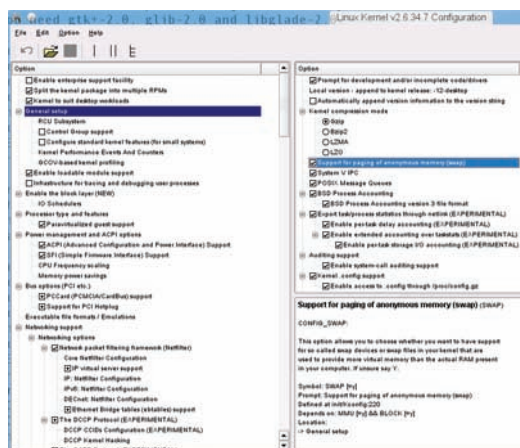 need gtk+-2.0, glib-2.0 and libglade-2
Linux Kernel v2.6.34.7 Configuration
File Edit Option Help
Option
Enable enterprise support facility
Split the kernel package into multiple RPMs
Kernel to suit desktop workloads
General setup
RCU Subsystem
Control Group support
Configure standard kernel features (for small systems)
Kernel Performance Events And Counters
GCOV-based kernel profiling
Enable loadable module support
Infrastructure for tracing and debugging user processes
Enable the block layer (NEW)
IO Schedulers
Processor type and features
Paravirtualized guest support
Power management and ACPI options
ACPI (Advanced Configuration and Power Interface) Support
SFI (Simple Firmware Interface) Support
CPU Frequency scaling
Memory power savings
Bus options (PCI etc.)
PCCard (PCMCIA/CardBus) support
Support for PCI Hotplug
Executable file formats / Emulations
Networking support
Networking options
Network packet filtering framework (Netfilter)
Core Netfilter Configuration
IP virtual server support
IP: Netfilter Configuration
IPv6: Netfilter Configuration
DECnet: Netfilter Configuration
Ethernet Bridge tables (ebtables) support
The DCCP Protocol (EXPERIMENTAL)
DCCP CCIDs Configuration (EXPERIMENTAL)
DCCP Kernel Hacking
Option
Prompt for development and/or incomplete code/drivers
Local version - append to kernel release: -12-desktop
Automatically append version information to the version string
Kernel compression mode
Gzip
Bzip2
LZMA
LZO
Support for paging of anonymous memory (swap)
System V IPC
POSIX Message Queues
BSD Process Accounting
BSD Process Accounting version 3 file format
Export task/process statistics through netlink (EXPERIMENTAL)
Enable per-task delay accounting (EXPERIMENTAL)
Enable extended accounting over taskstats (EXPERIMENTAL)
Enable per-task storage I/O accounting (EXPERIMENTAL)
Auditing support
Enable system-call auditing support
Kernel .config support
Enable access to .config through /proc/config.gz
Support for paging of anonymous memory (swap) (SWAP)
CONFIG_SWAP:
This option allows you to choose whether you want to have support
for so called swap devices or swap files in your kernel that are
used to provide more virtual memory than the actual RAM present
in your computer. If unsure say Y.
Symbol: SWAP [=y]
Prompt: Support for paging of anonymous memory (swap)
Defined at init/Kconfig:220
Depends on: MMU [=y] && BLOCK [=y]
Location:
-> General setup